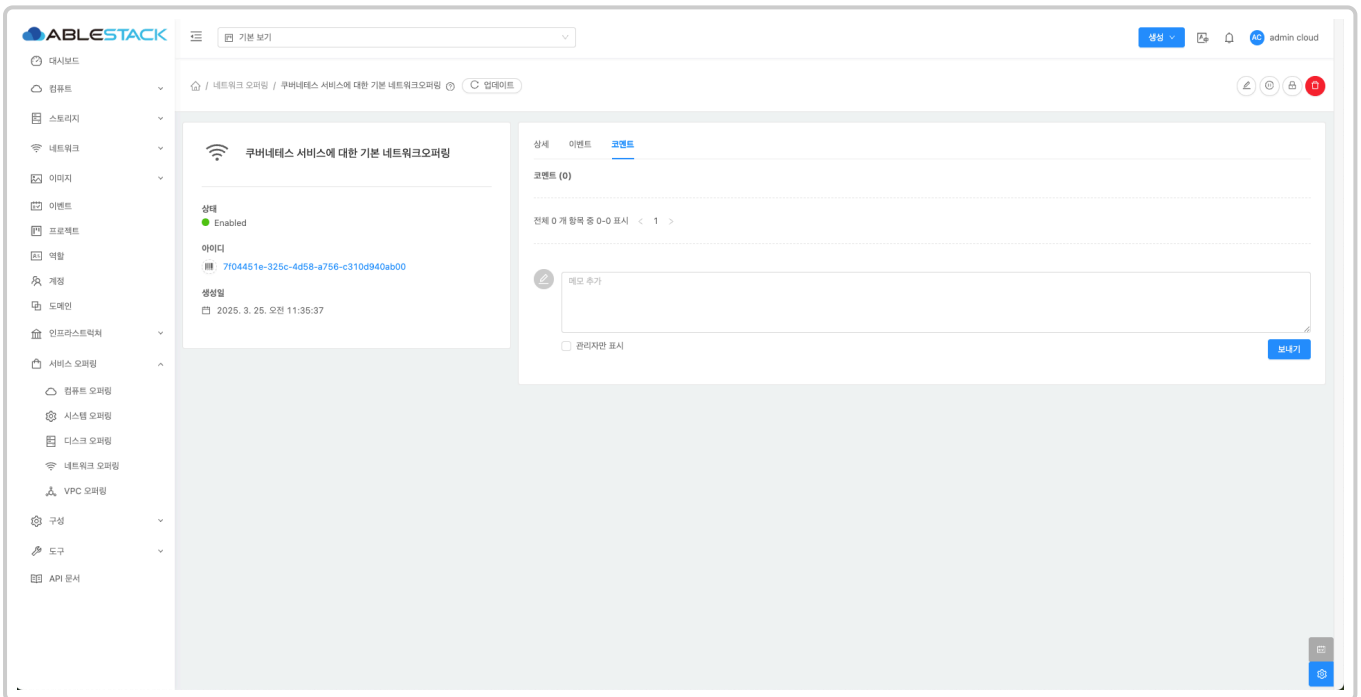 ABLESTACK
기본 보기
생성
AC
admin cloud
/ 네트워크 오퍼링 / 쿠버네테스 서비스에 대한 기본 네트워크오퍼링
업데이트
대시보드
컴퓨트
스토리지
네트워크
이미지
이벤트
프로젝트
역할
계정
도메인
인프라스트럭쳐
서비스 오퍼링
컴퓨트 오퍼링
시스템 오퍼링
디스크 오퍼링
네트워크 오퍼링
VPC 오퍼링
구성
도구
API 문서
쿠버네테스 서비스에 대한 기본 네트워크오퍼링
상태
Enabled
아이디
7f04451e-325c-4d58-a756-c310d940ab00
생성일
2025. 3. 25. 오전 11:35:37
상세 이벤트 코멘트
코멘트 (0)
전체 0 개 항목 중 0-0 표시 < 1 >
메모 추가
관리자만 표시
보내기